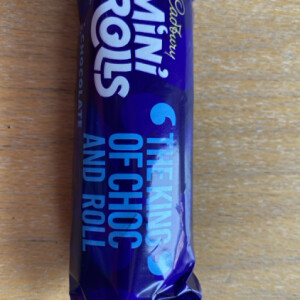 Cadbury
MINI
ROLLS
CHOCOLATE
“THE KING”
OF CHOC
AND ROLL